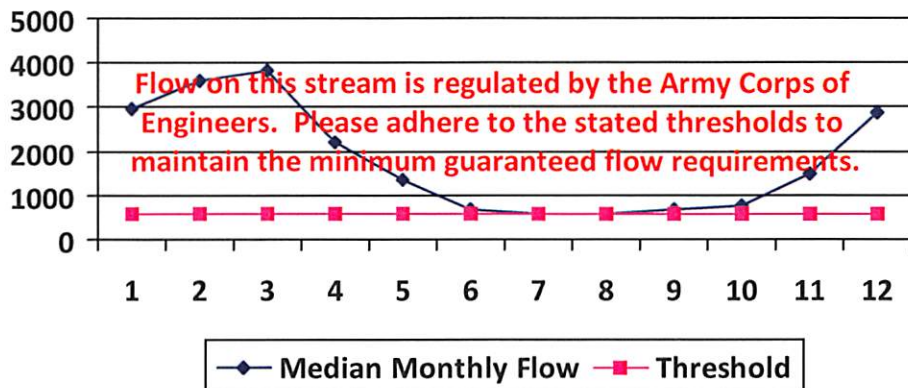 5000
4000
3000
2000
1000
0
Flow on this stream is regulated by the Army Corps of
Engineers. Please adhere to the stated thresholds to
maintain the minimum guaranteed flow requirements.
1 2 3 4 5 6 7 8 9 10 11 12
Median Monthly Flow Threshold